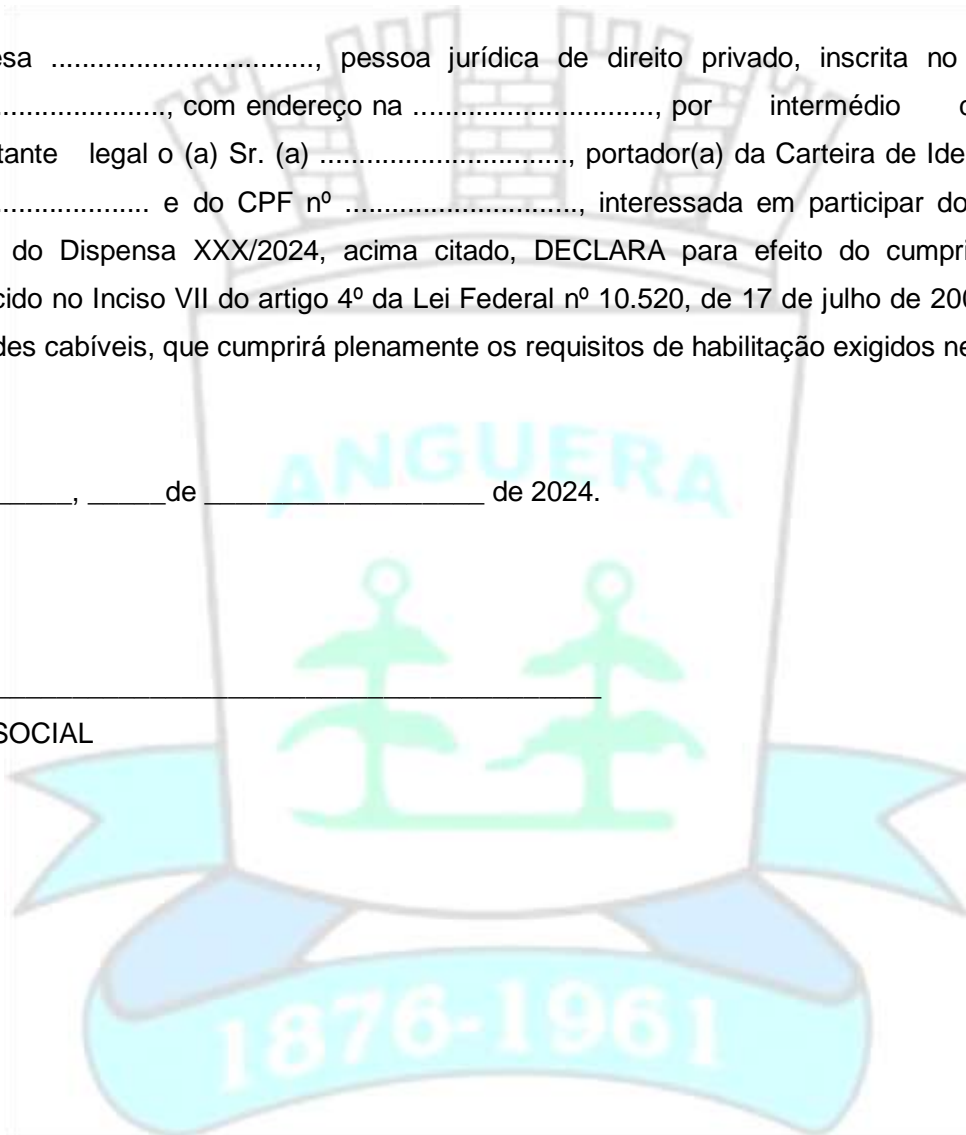 esa .................................., pessoa jurídica de direito privado, inscrita no
......................, com endereço na ..............................., por intermédio
tante legal o (a) Sr. (a) ................................, portador(a) da Carteira de Ide
.................... e do CPF nº .............................., interessada em participar do
do Dispensa XXX/2024, acima citado, DECLARA para efeito do cumpri
cido no Inciso VII do artigo 4º da Lei Federal nº 10.520, de 17 de julho de 200
des cabíveis, que cumprirá plenamente os requisitos de habilitação exigidos ne
ANGUERA
_____, _____de __________________ de 2024.
_______________________________________
SOCIAL
1876-1961